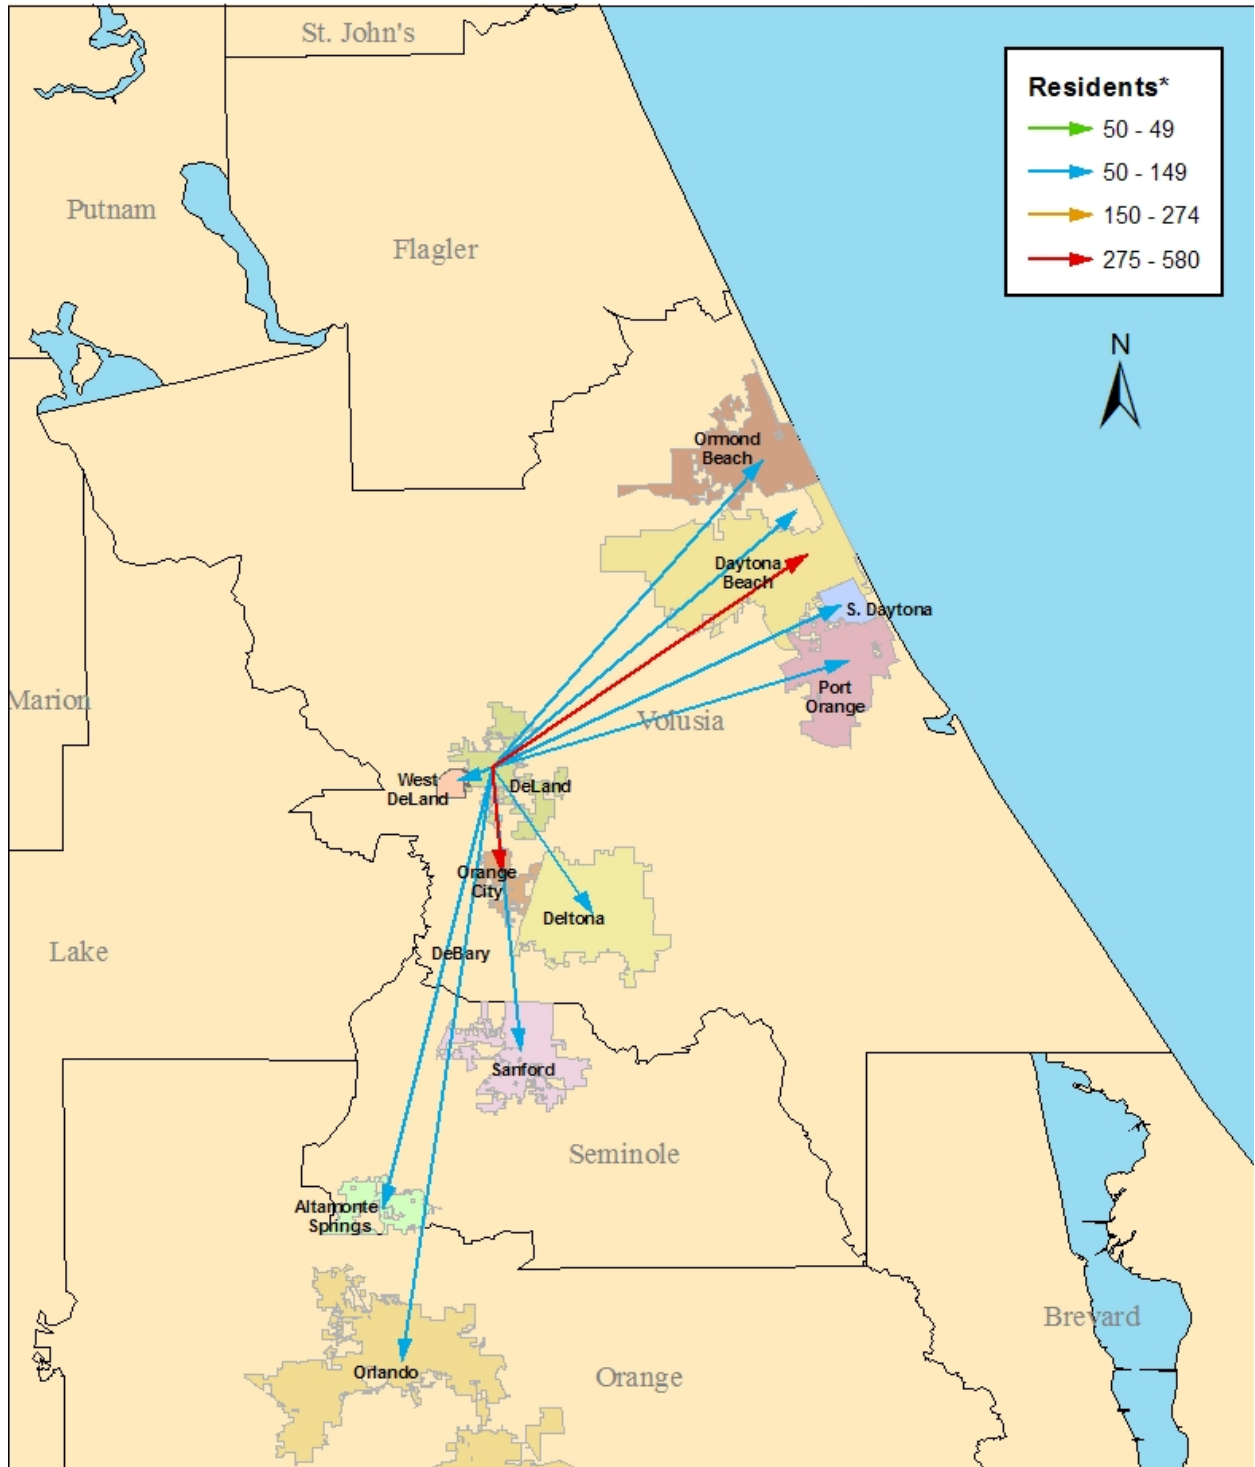 St. John's
Residents*
50 - 49
50 - 149
150 - 274
275 - 580
Putnam
Flagler
N
Ormond
Beach
Daytona
Beach
S. Daytona
Port
Orange
Marion
Volusia
West
DeLand
DeLand
Orange
City
Deltona
DeBary
Lake
Sanford
Seminole
Altamonte
Springs
Brevard
Orlando
Orange